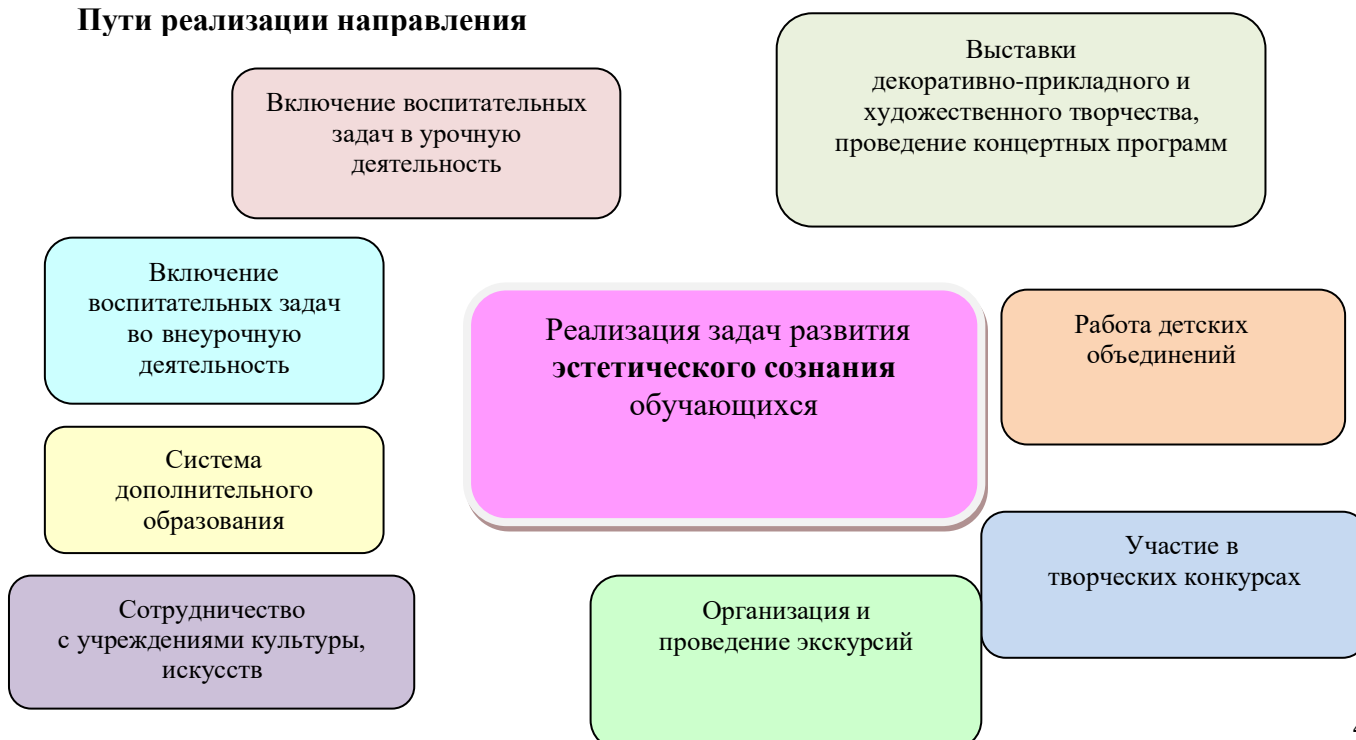 Пути реализации направления
Включение воспитательных
задач в урочную
деятельность
Выставки
декоративно-прикладного и
художественного творчества,
проведение концертных программ
Включение
воспитательных задач
во внеурочную
деятельность
Реализация задач развития
эстетического сознания
обучающихся
Работа детских
объединений
Система
дополнительного
образования
Участие в
творческих конкурсах
Сотрудничество
с учреждениями культуры,
искусств
Организация и
проведение экскурсий